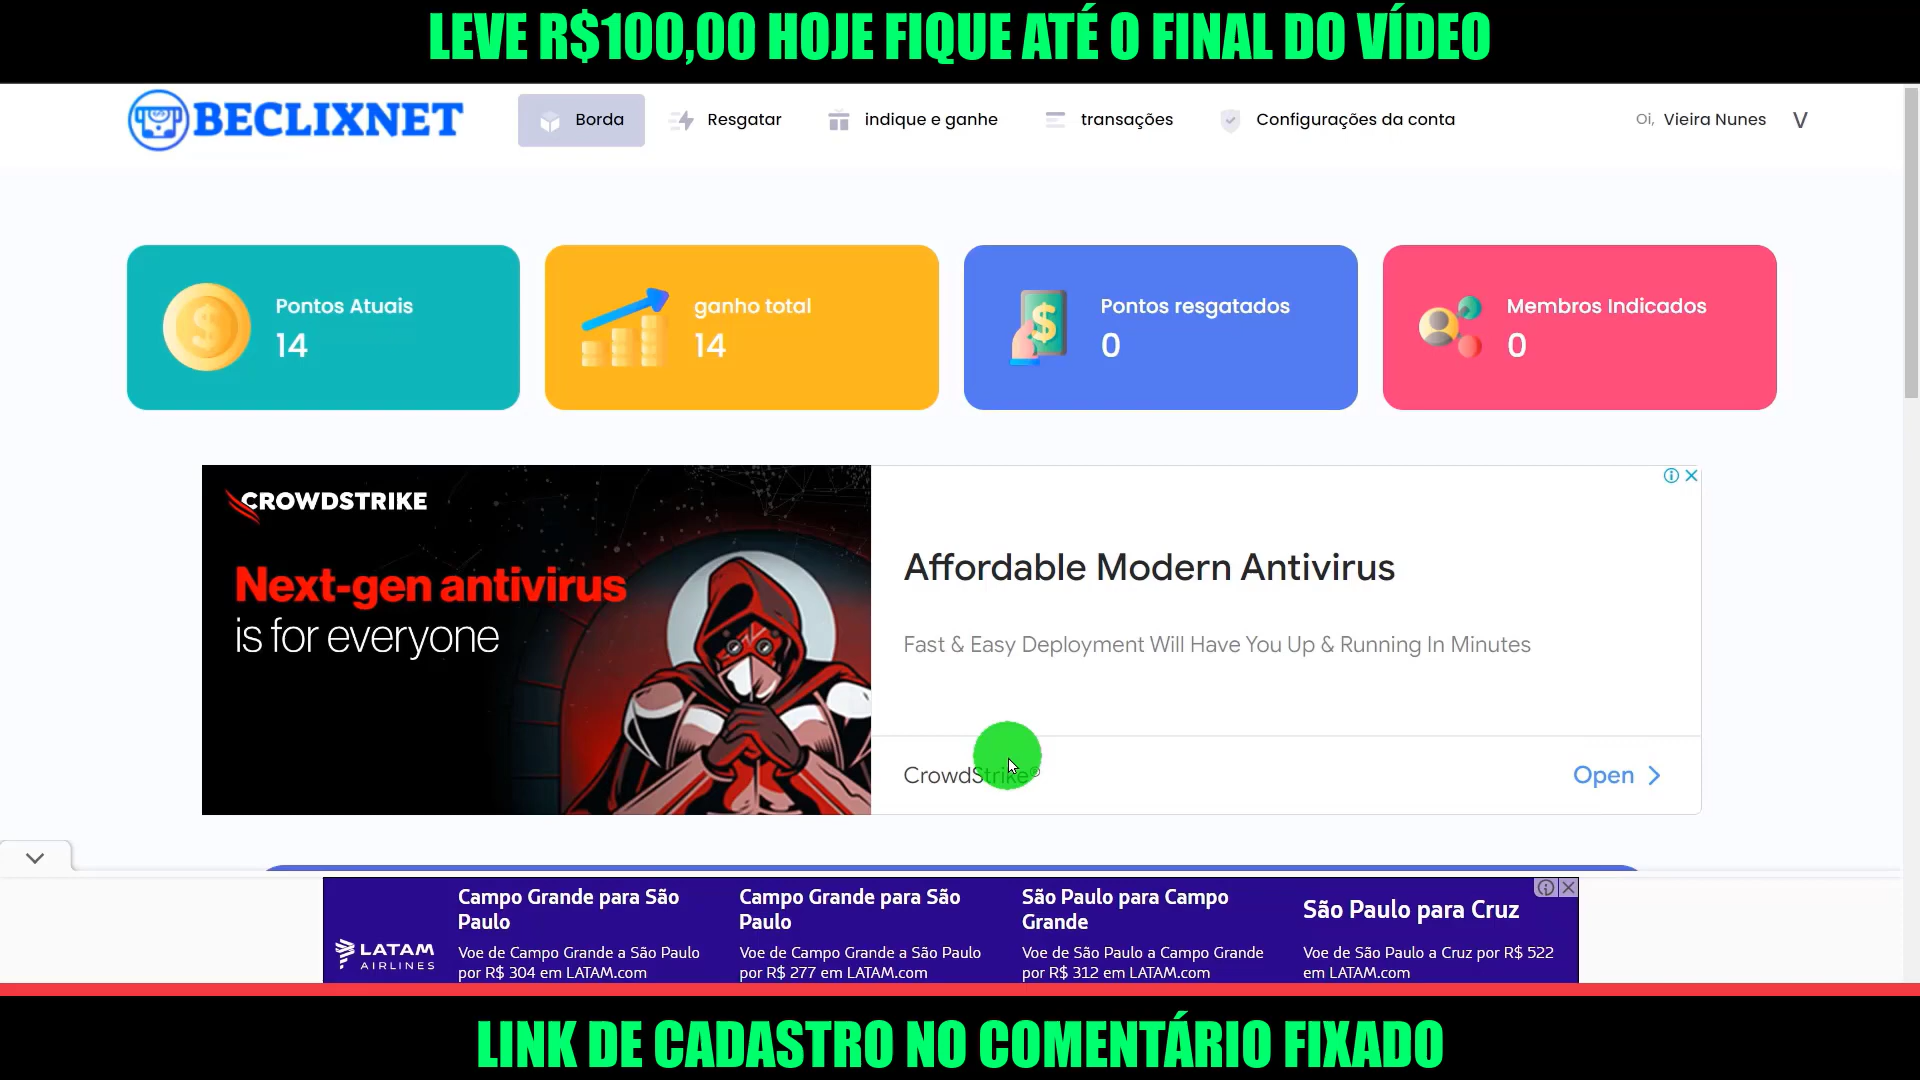 LEVE R$100,00 HOJE FIQUE ATÉ O FINAL DO VÍDEO
BECLIXNET
Borda
Resgatar
indique e ganhe
transações
Configurações da conta
Oi, Vieira Nunes
V
Pontos Atuais
14
ganho total
14
Pontos resgatados
0
Membros Indicados
0
CROWDSTRIKE
Next-gen antivirus
is for everyone
Affordable Modern Antivirus
Fast & Easy Deployment Will Have You Up & Running In Minutes
CrowdStrike®
Open
LATAM
AIRLINES
Campo Grande para São
Paulo
Voe de Campo Grande a São Paulo
por R$ 304 em LATAM.com
Campo Grande para São
Paulo
Voe de Campo Grande a São Paulo
por R$ 277 em LATAM.com
São Paulo para Campo
Grande
Voe de São Paulo a Campo Grande
por R$ 312 em LATAM.com
São Paulo para Cruz
Voe de São Paulo a Cruz por R$ 522
em LATAM.com
LINK DE CADASTRO NO COMENTÁRIO FIXADO